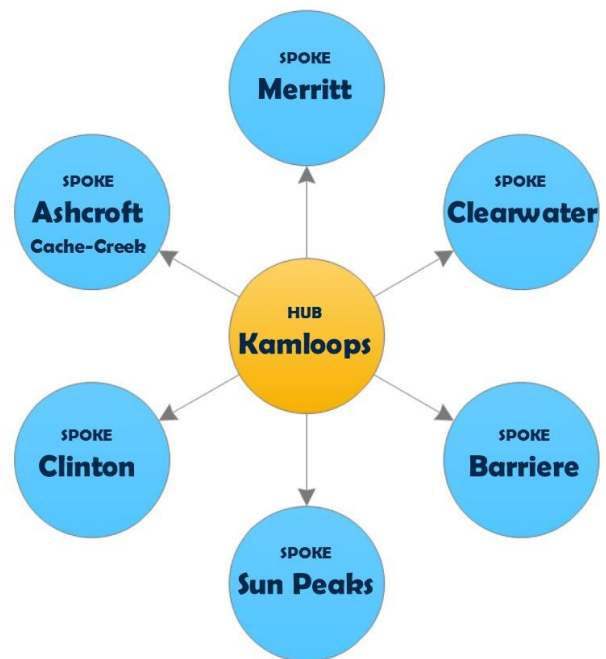 SPOKE
Merritt
SPOKE
Ashcroft
Cache-Creek
SPOKE
Clearwater
HUB
Kamloops
SPOKE
Clinton
SPOKE
Barriere
SPOKE
Sun Peaks